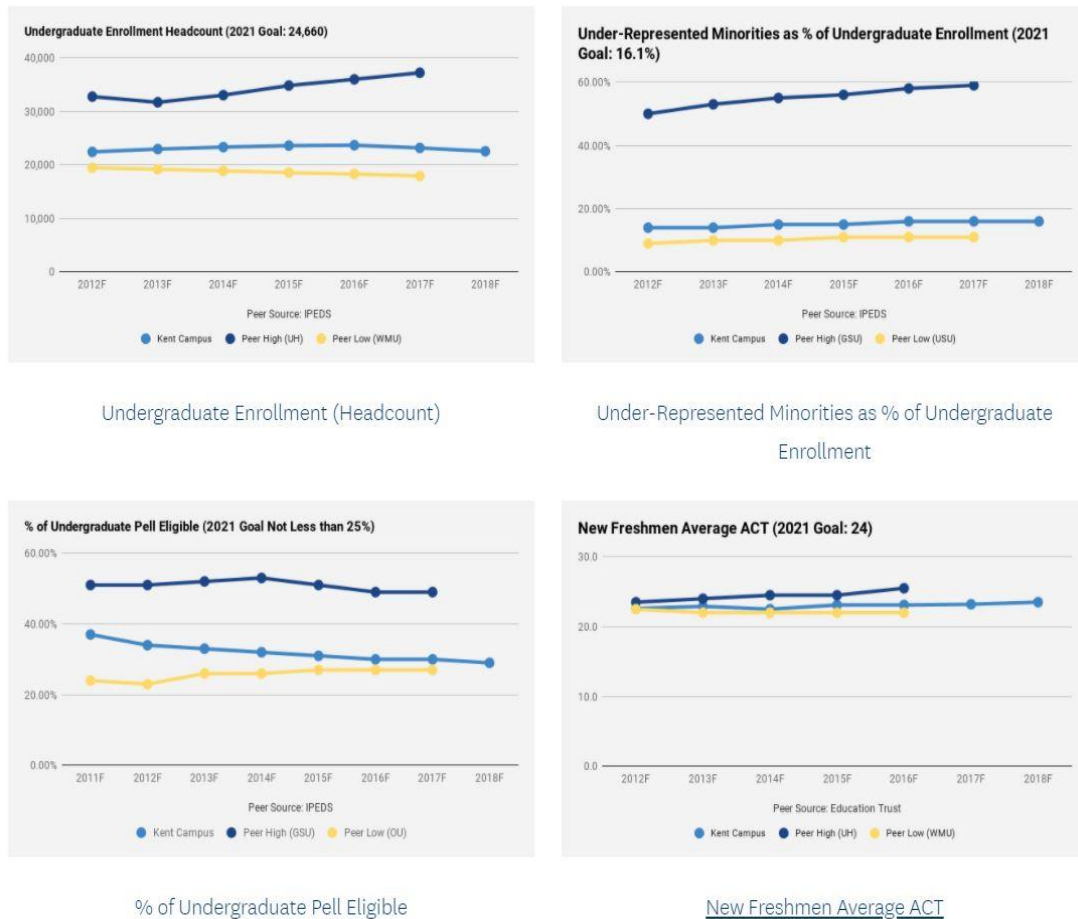 Undergraduate Enrollment Headcount (2021 Goal: 24,660)
40,000
30,000
20,000
10,000
0
2012F 2013F 2014F 2015F 2016F 2017F 2018F
Peer Source: IPEDS
Kent Campus Peer High (UH) Peer Low (WMU)
Undergraduate Enrollment (Headcount)
Under-Represented Minorities as % of Undergraduate Enrollment (2021
Goal: 16.1%)
60.00%
40.00%
20.00%
0.00%
2012F 2013F 2014F 2015F 2016F 2017F 2018F
Peer Source: IPEDS
Kent Campus Peer High (GSU) Peer Low (USU)
Under-Represented Minorities as % of Undergraduate
Enrollment
% of Undergraduate Pell Eligible (2021 Goal Not Less than 25%)
60.00%
40.00%
20.00%
0.00%
2011F 2012F 2013F 2014F 2015F 2016F 2017F 2018F
Peer Source: IPEDS
Kent Campus Peer High (GSU) Peer Low (OU)
% of Undergraduate Pell Eligible
New Freshmen Average ACT (2021 Goal: 24)
30.0
20.0
10.0
0.0
2012F 2013F 2014F 2015F 2016F 2017F 2018F
Peer Source: Education Trust
Kent Campus Peer High (UH) Peer Low (WMU)
New Freshmen Average ACT